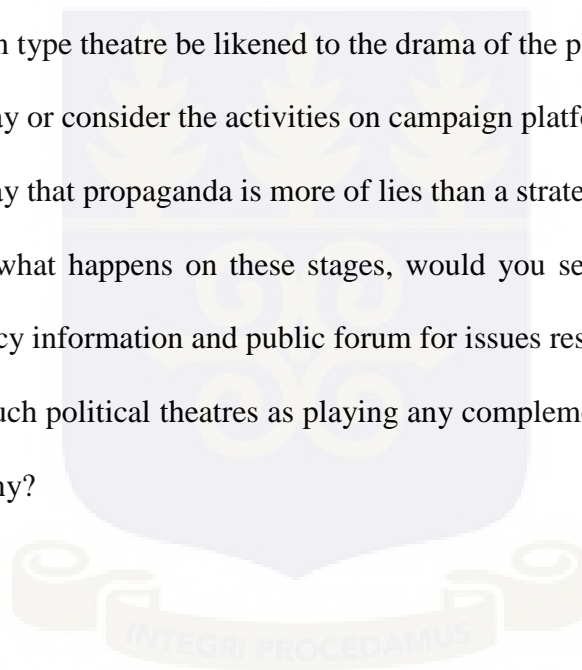 n type theatre be likened to the drama of the p
ay or consider the activities on campaign platfo
ay that propaganda is more of lies than a strate
what happens on these stages, would you se
cy information and public forum for issues res
uch political theatres as playing any compleme
ny?
INTEGRI PROCEDAMUS